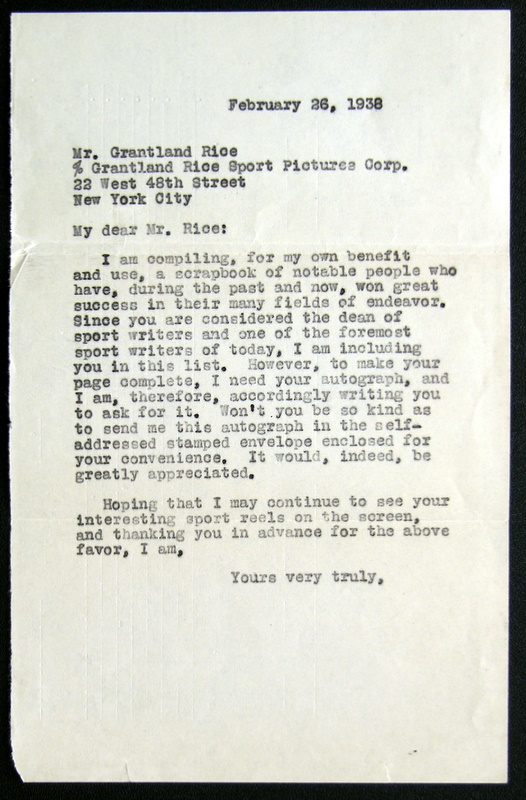 February 26, 1938
Mr. Grantland Rice
% Grantland Rice Sport Pictures Corp.
22 West 48th Street
New York City
My dear Mr. Rice:
I am compiling, for my own benefit
and use, a scrapbook of notable people who
have, during the past and now, won great
success in their many fields of endeavor.
Since you are considered the dean of
sport writers and one of the foremost
sport writers of today, I am including
you in this list. However, to make your
page complete, I need your autograph, and
I am, therefore, accordingly writing you
to ask for it. Won't you be so kind as
to send me this autograph in the self-
addressed stamped envelope enclosed for
your convenience. It would, indeed, be
greatly appreciated.
Hoping that I may continue to see your
interesting sport reels on the screen,
and thanking you in advance for the above
favor, I am,
Yours very truly,